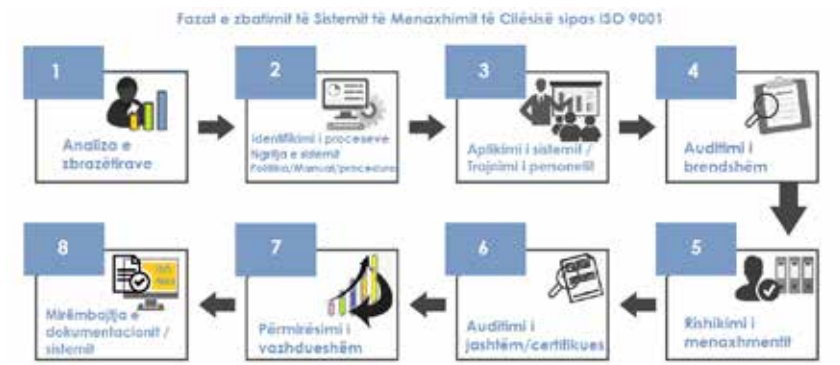 Fazat e zbatimit të Sistemit të Menaxhimit të Cilësisë sipas ISO 9001
1
Analiza e
zbrazëtirave
2
Identifikimi i proceseve
Ngritja e sistemit
Politika/Manual/procedura
3
Aplikimi i sistemit /
Trajnimi i personelit
4
Auditimi i
brendshëm
5
Rishikimi i
menaxhmentit
6
Auditimi i
jashtëm/certifikues
7
Përmirësimi i
vazhdueshëm
8
Mirëmbajtja e
dokumentacionit /
sistemit